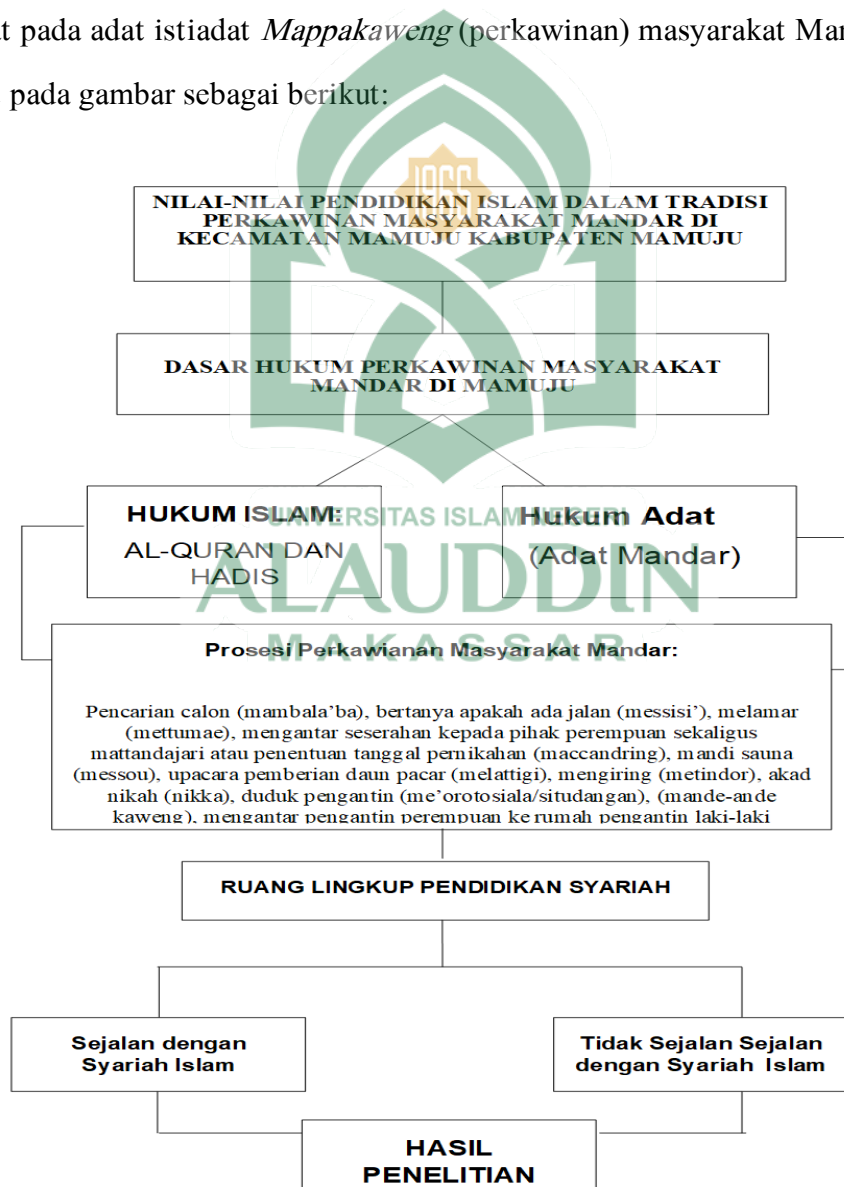 pada adat istiadat Mappakaweng (perkawinan) masyarakat
pada gambar sebagai berikut:
1965
NILAI-NILAI PENDIDIKAN ISLAM DALAM TRADISI
PERKAWINAN MASYARAKAT MANDAR DI
KECAMATAN MAMUJU KABUPATEN MAMUJU
DASAR HUKUM PERKAWINAN MASYARAKAT
MANDAR DI MAMUJU
HUKUM ISLAM:
AL-QURAN DAN
HADIS
Hukum Adat
(Adat Mandar)
UNIVERSITAS ISLAM NEGERI
ALAUDDIN
MAKASSAR
Prosesi Perkawianan Masyarakat Mandar:
Pencarian calon (mambala’ba), bertanya apakah ada jalan (messisi’), melamar
(mettumae), mengantar seserahan kepada pihak perempuan sekaligus
mattandajari atau penentuan tanggal pernikahan (maccandring), mandi sauna
(messou), upacara pemberian daun pacar (melattigi), mengiring (metindor), akad
nikah (nikka), duduk pengantin (me’orotosiala/situdangan), (mande-ande
kaweng), mengantar pengantin perempuan ke rumah pengantin laki-laki
RUANG LINGKUP PENDIDIKAN SYARIAH
Sejalan dengan
Syariah Islam
Tidak Sejalan Sejalan
dengan Syariah Islam
HASIL
PENELITIAN